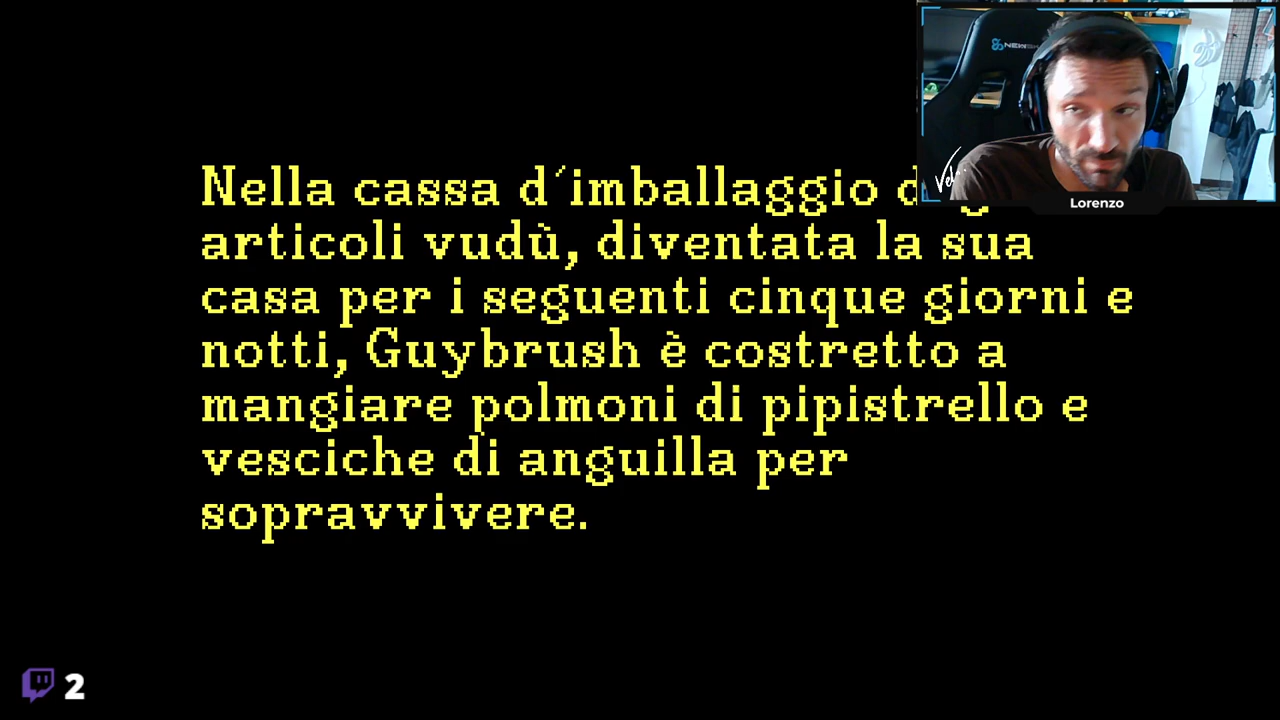 NEWSK
Lorenzo
Nella cassa d´imballaggio
articoli vudù, diventata la sua
casa per i seguenti cinque giorni e
notti, Guybrush è costretto a
mangiare polmoni di pipistrello e
vesciche di anguilla per
sopravvivere.
2